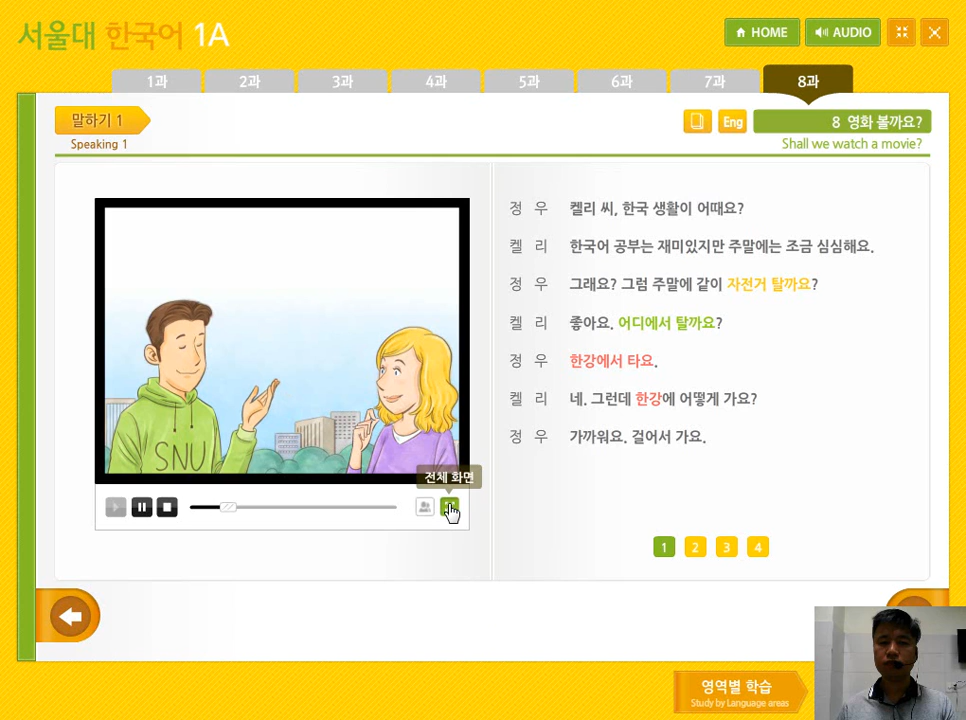 서울대 한국어 1A
HOME
AUDIO
1과 2과 3과 4과 5과 6과 7과 8과
말하기 1
Speaking 1
Eng
8 영화 볼까요?
Shall we watch a movie?
정 우 켈리 씨, 한국 생활이 어때요?
켈 리 한국어 공부는 재미있지만 주말에는 조금 심심해요.
정 우 그래요? 그럼 주말에 같이 자전거 탈까요?
켈 리 좋아요. 어디에서 탈까요?
정 우 한강에서 타요.
켈 리 네. 그런데 한강에 어떻게 가요?
정 우 가까워요. 걸어서 가요.
SNU
전체 화면
1 2 3 4
영역별 학습
Study by Language areas